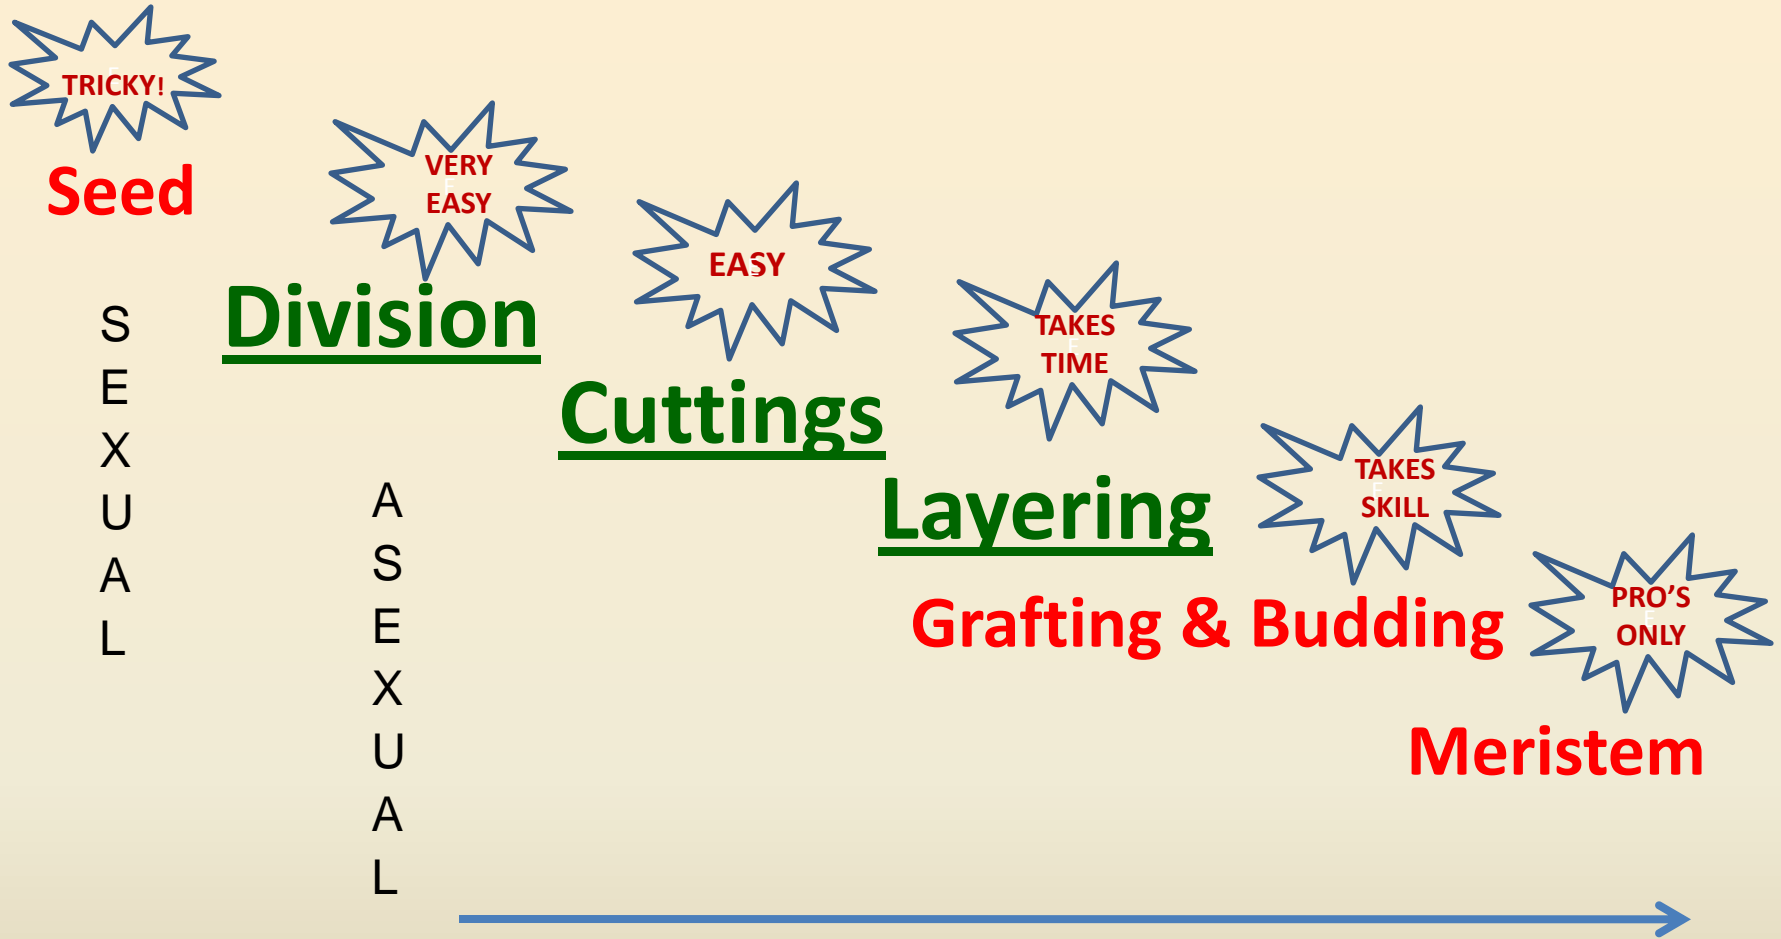 TRICKY!
Seed
VERY
EASY
Division
EASY
Cuttings
TAKES
TIME
Layering
TAKES
SKILL
Grafting & Budding
PRO'S
ONLY
Meristem
S
E
X
U
A
L
A
S
E
X
U
A
L